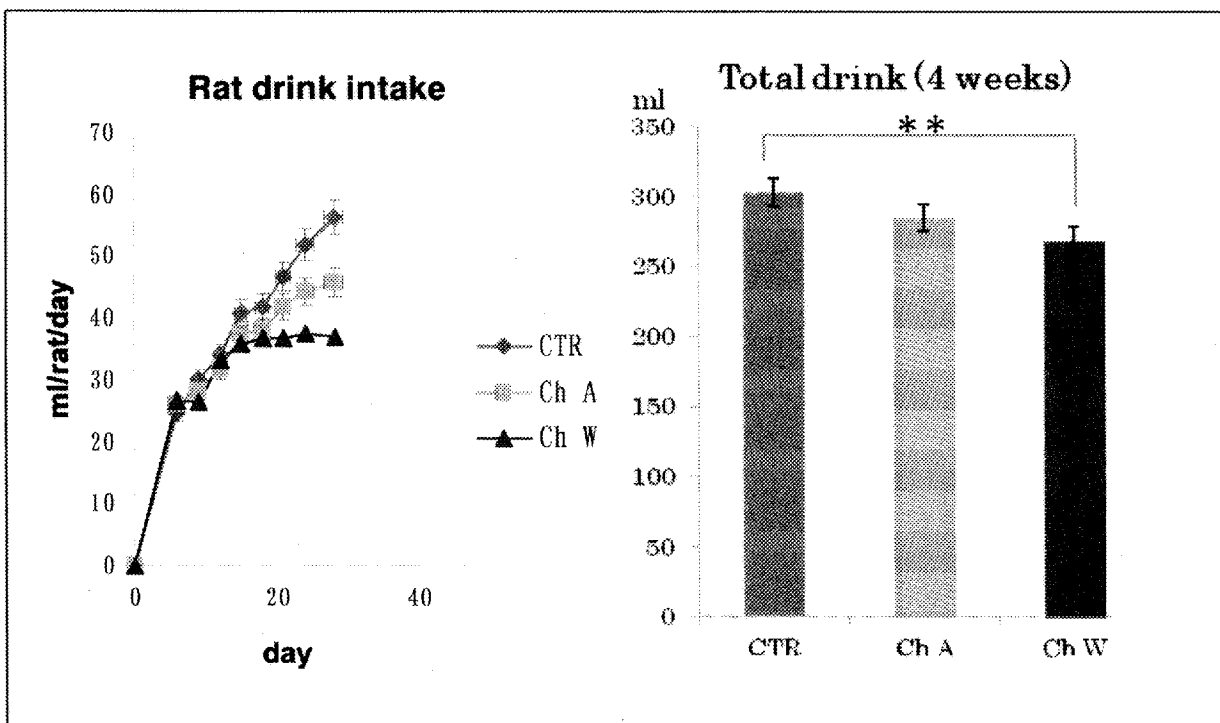 Rat drink intake
70
60
50
40
30
20
10
0
ml/rat/day
0 20 40
day
CTR
Ch A
Ch W
Total drink (4 weeks)
ml
350
**
300
250
200
150
100
50
0
CTR Ch A Ch W